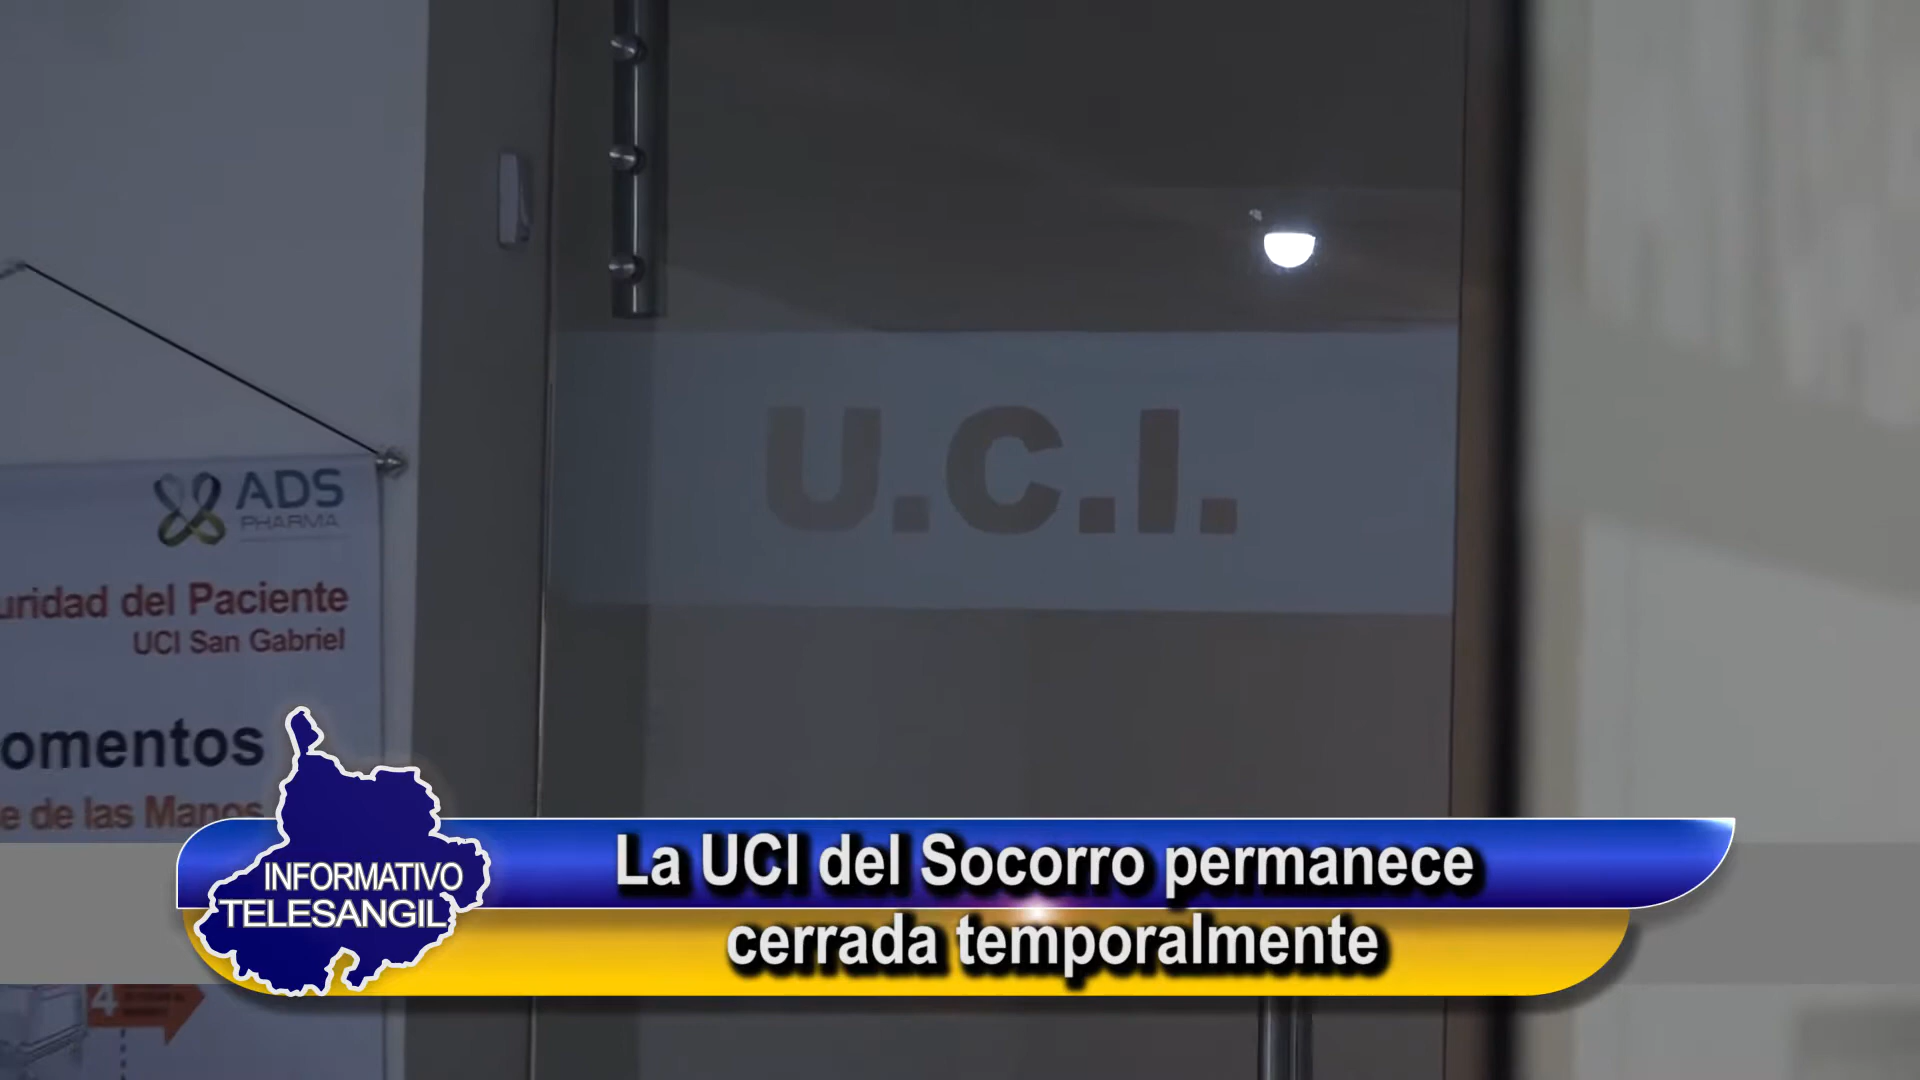 U.C.I.
ADS
PHARMA
uridad del Paciente
UCI San Gabriel
omentos
e de las Manos
La UCI del Socorro permanece
cerrada temporalmente
INFORMATIVO
TELESANGIL
4